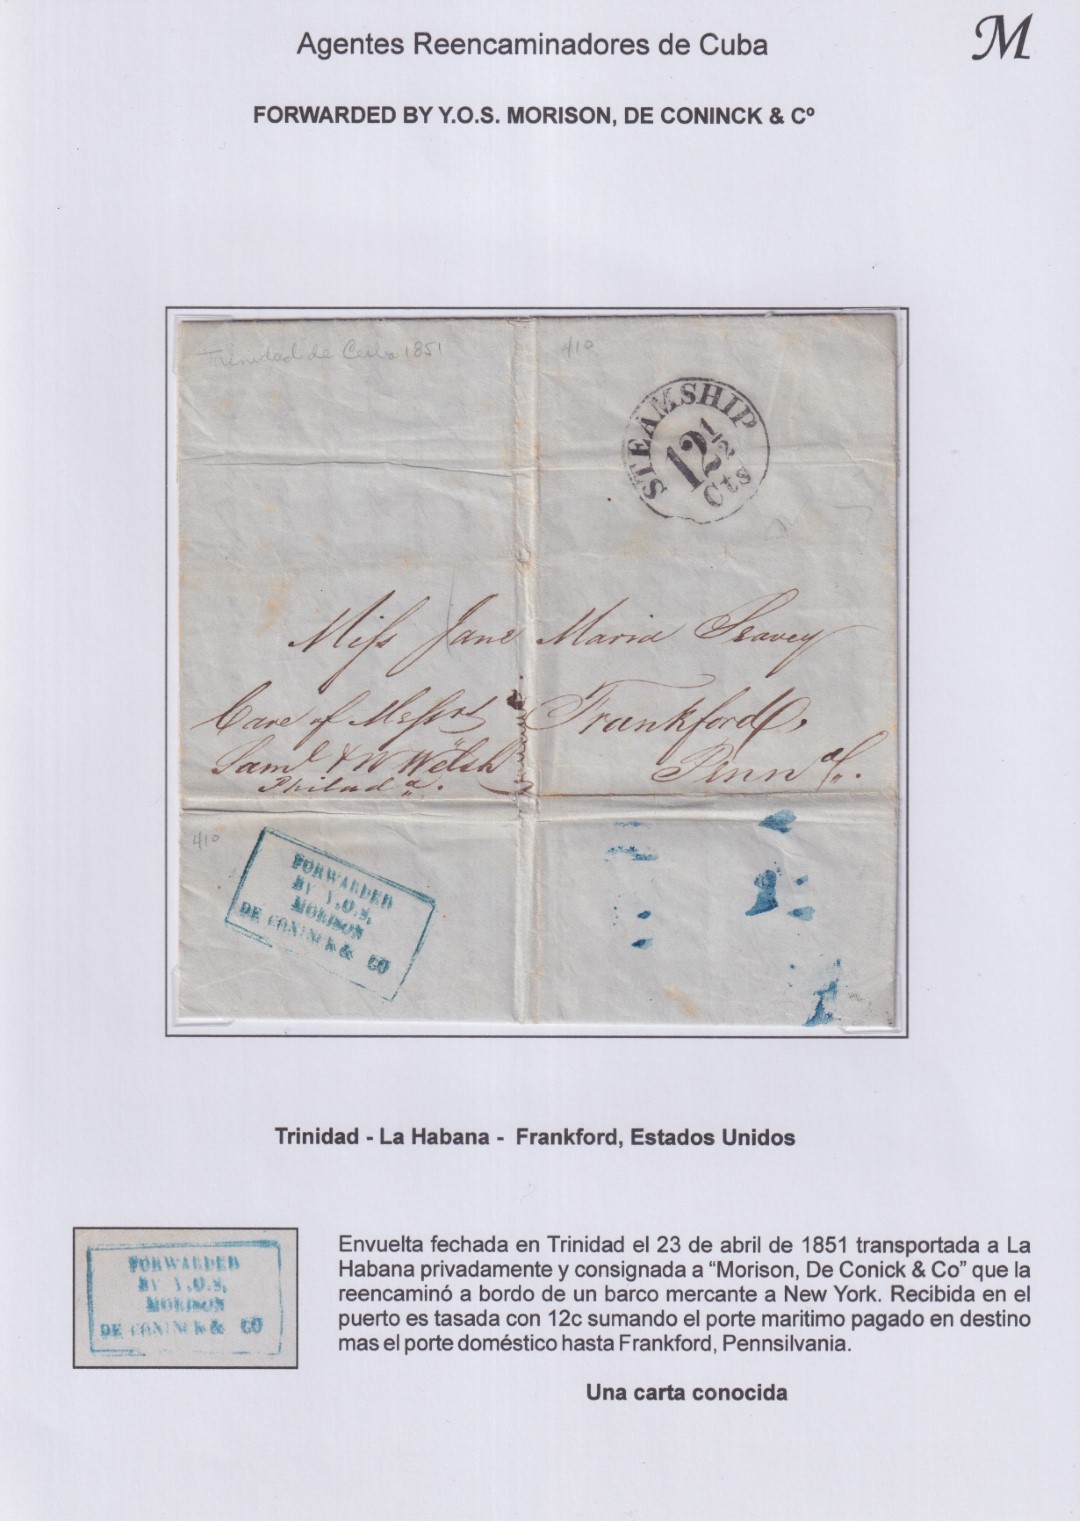 Agentes Reencaminadores de Cuba
M
FORWARDED BY Y.O.S. MORISON, DE CONINCK & Cº
Trinidad de Cuba 1851
410
STEAMSHIP
12 1/2
Cts
Miss Jane Maria Seavey
Care of Messrs Frankford,
Saml & W Welsh Penna.
Philada.
410
FORWARDED
BY Y.O.S,
MORISON
DE CONINCK & CO
Trinidad - La Habana - Frankford, Estados Unidos
FORWARDED
BY Y.O.S,
MORISON
DE CONINCK & CO
Envuelta fechada en Trinidad el 23 de abril de 1851 transportada a La
Habana privadamente y consignada a “Morison, De Conick & Co” que la
reencaminó a bordo de un barco mercante a New York. Recibida en el
puerto es tasada con 12c sumando el porte maritimo pagado en destino
mas el porte doméstico hasta Frankford, Pennsilvania.
Una carta conocida